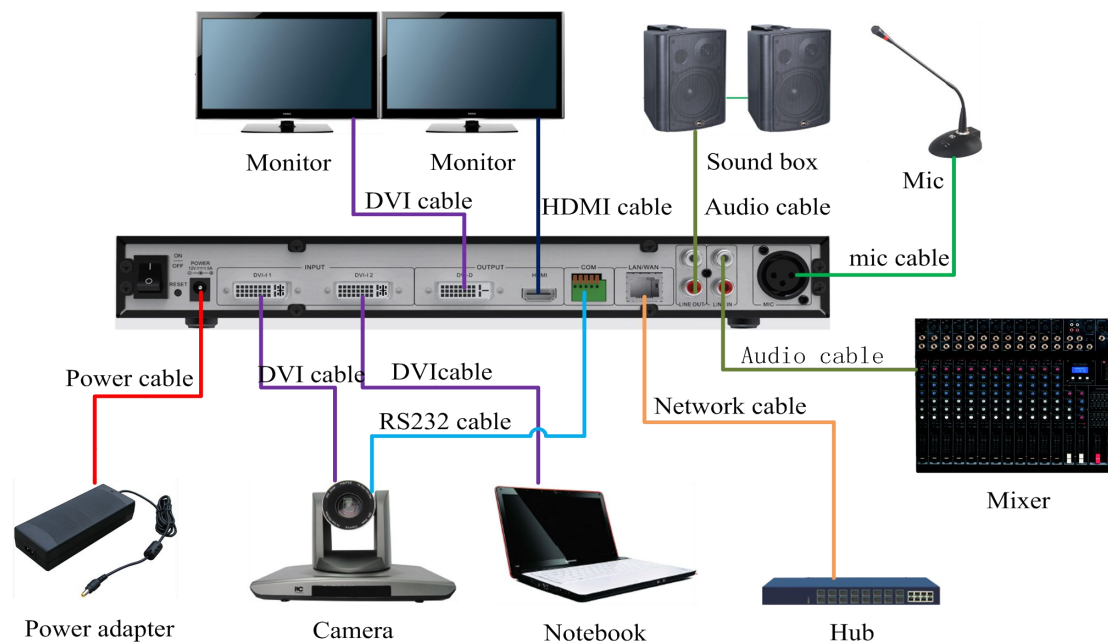 Monitor
Monitor
Sound box
Mic
DVI cable
HDMI cable
Audio cable
mic cable
ON
OFF
RESET
POWER
INPUT
DVI-I 1
DVI-I 2
OUTPUT
DVI-D
HDMI
COM
LAN/WAN
LINE OUT
LINE IN
MIC
Power cable
DVI cable
DVIcable
RS232 cable
Network cable
Audio cable
Mixer
Power adapter
Camera
Notebook
Hub